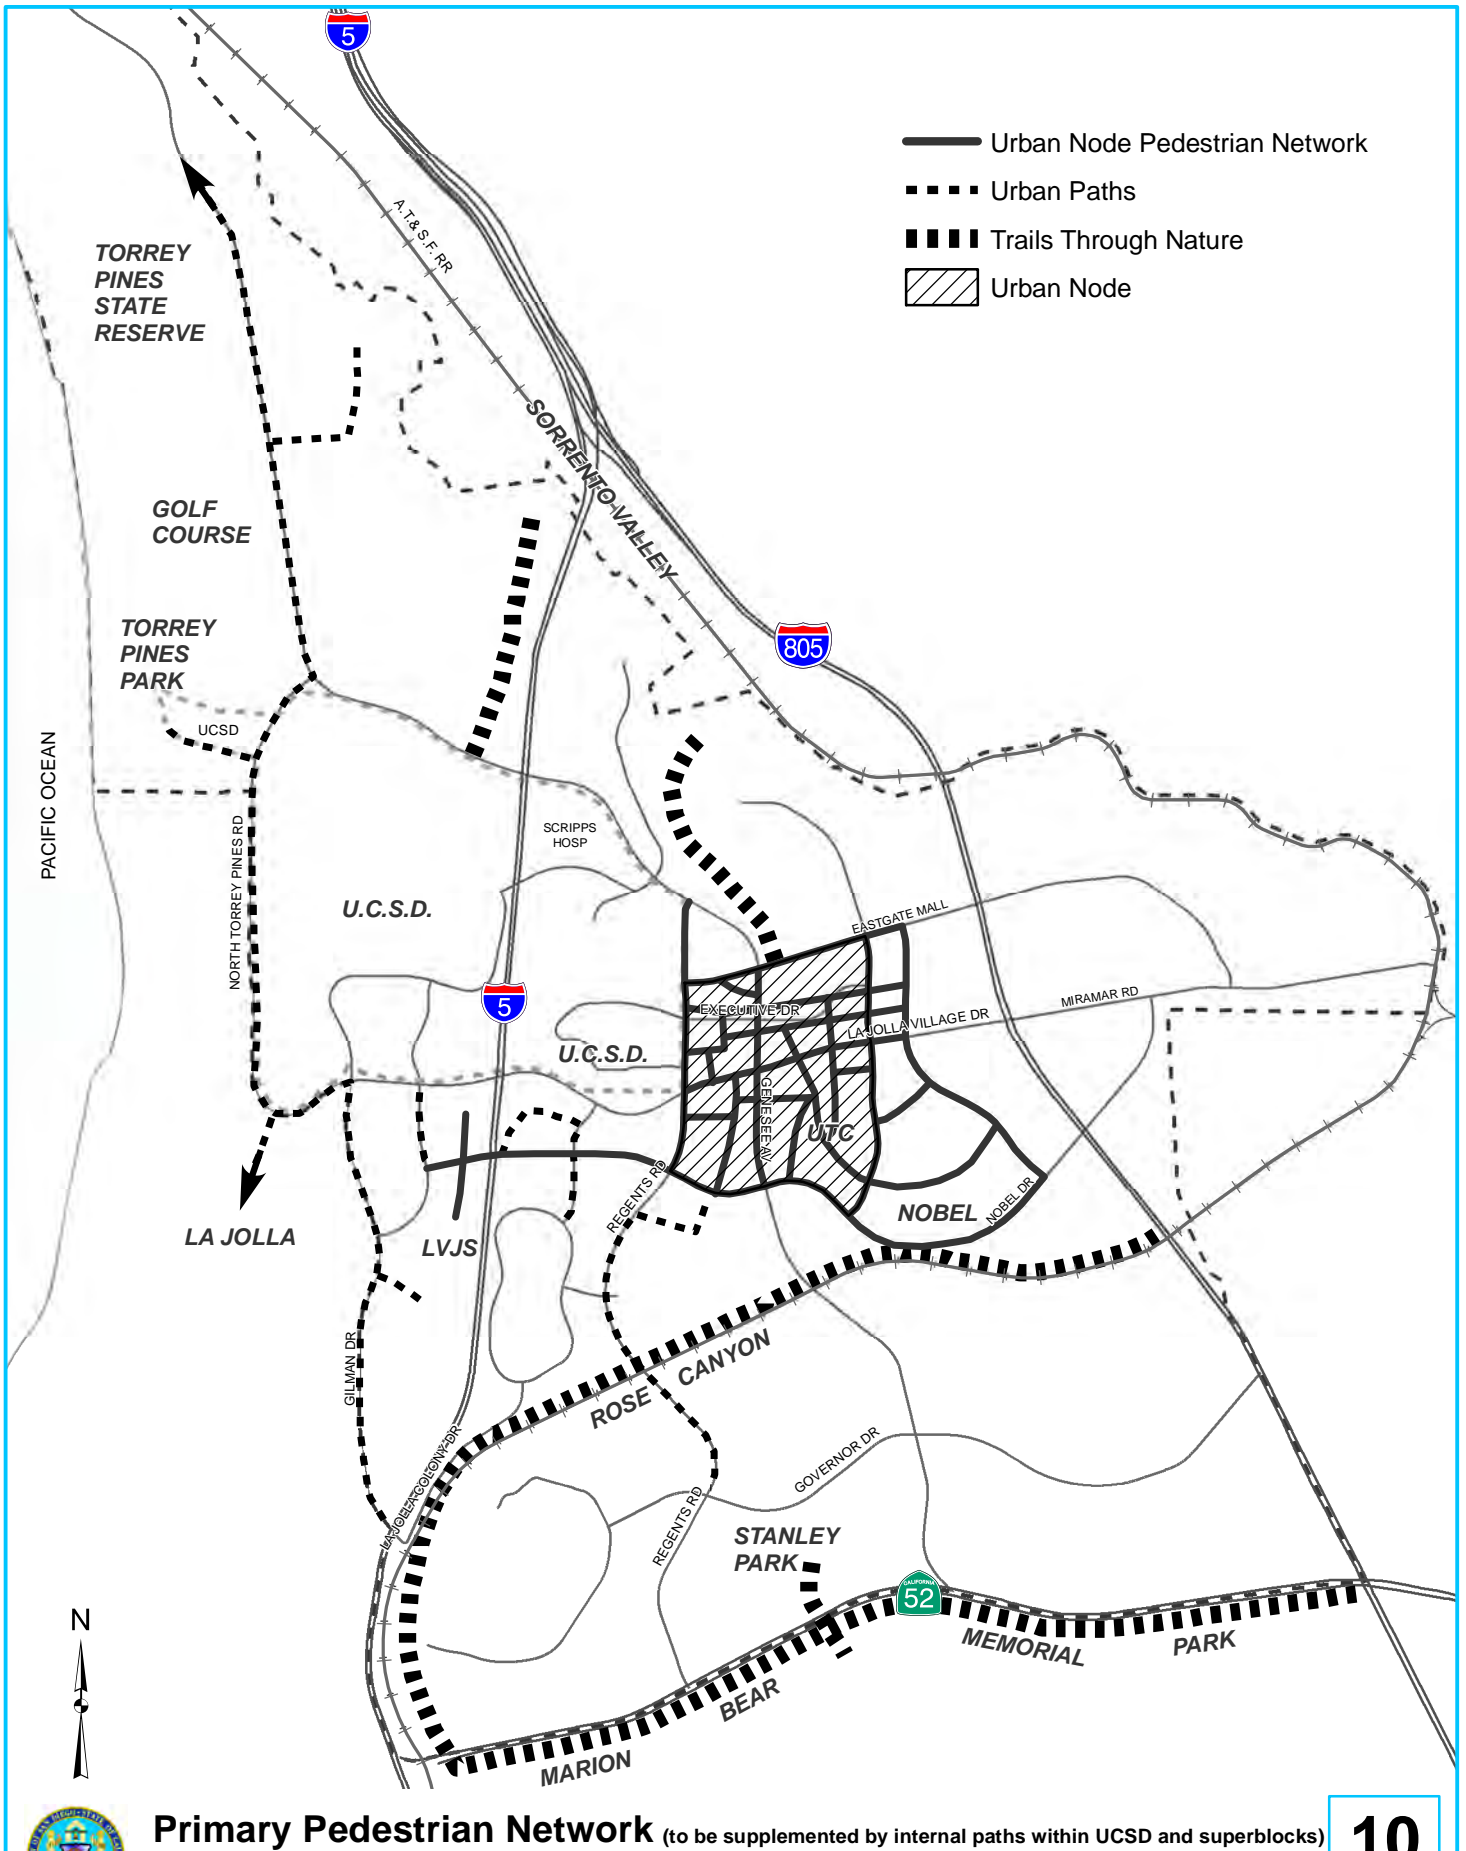 5
Urban Node Pedestrian Network
Urban Paths
Trails Through Nature
Urban Node
A.T.& S.F. RR
TORREY
PINES
STATE
RESERVE
SORRENTO VALLEY
GOLF
COURSE
TORREY
PINES
PARK
805
UCSD
PACIFIC OCEAN
NORTH TORREY PINES RD
SCRIPPS
HOSP
U.C.S.D.
EASTGATE MALL
5
EXECUTIVE DR
MIRAMAR RD
LA JOLLA VILLAGE DR
U.C.S.D.
GENESEE AV
UTC
REGENTS RD
NOBEL
NOBEL DR
LA JOLLA
LVJS
GILMAN DR
ROSE CANYON
LA JOLLA COLONY DR
GOVERNOR DR
REGENTS RD
STANLEY
PARK
CALIFORNIA
52
MARION BEAR MEMORIAL PARK
N
Primary Pedestrian Network (to be supplemented by internal paths within UCSD and superblocks)
10